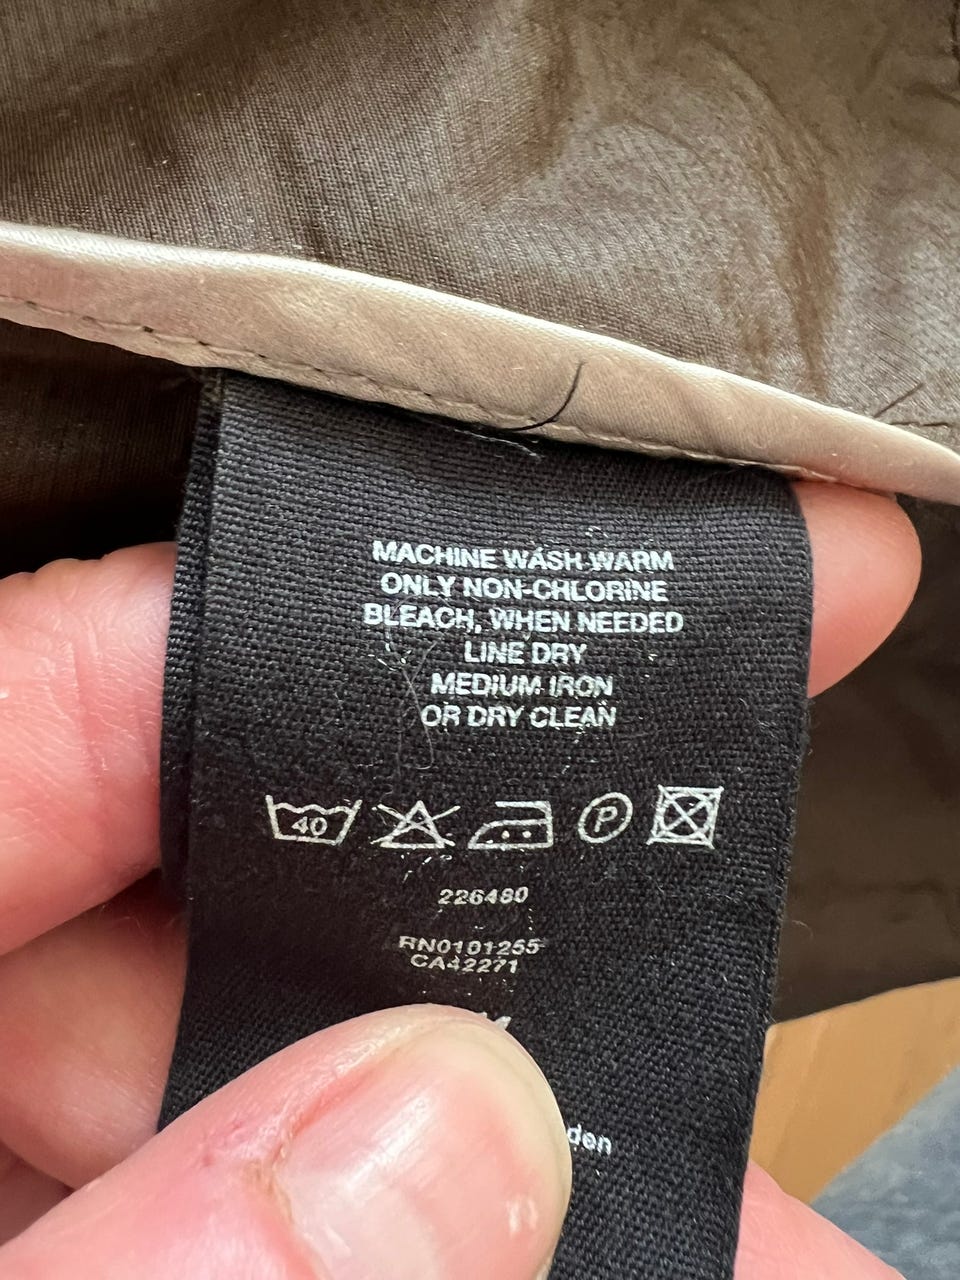 MACHINE WASH WARM
ONLY NON-CHLORINE
BLEACH, WHEN NEEDED
LINE DRY
MEDIUM IRON
OR DRY CLEAN
40
P
226480
RN0101255
CA42271